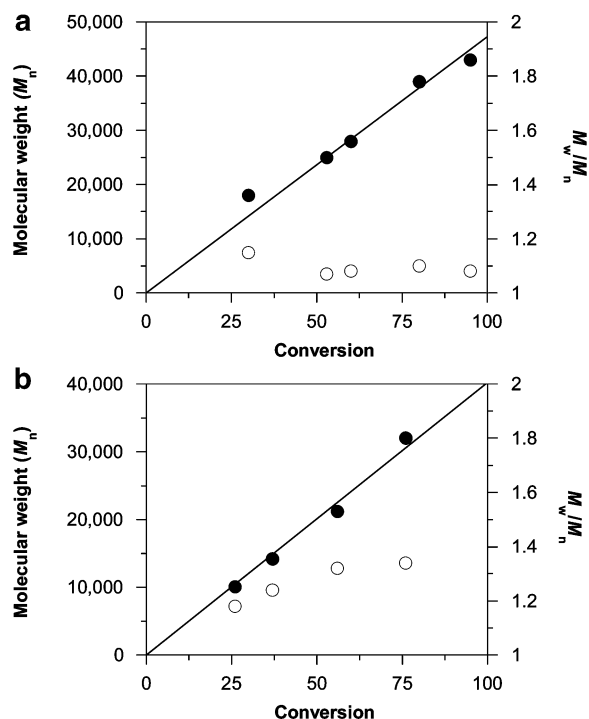 a
50,000
40,000
30,000
20,000
10,000
0
Molecular weight (Mn)
2
1.8
1.6
1.4
1.2
1
Mw/Mn
0 25 50 75 100
Conversion
b
40,000
30,000
20,000
10,000
0
Molecular weight (Mn)
2
1.8
1.6
1.4
1.2
1
Mw/Mn
0 25 50 75 100
Conversion